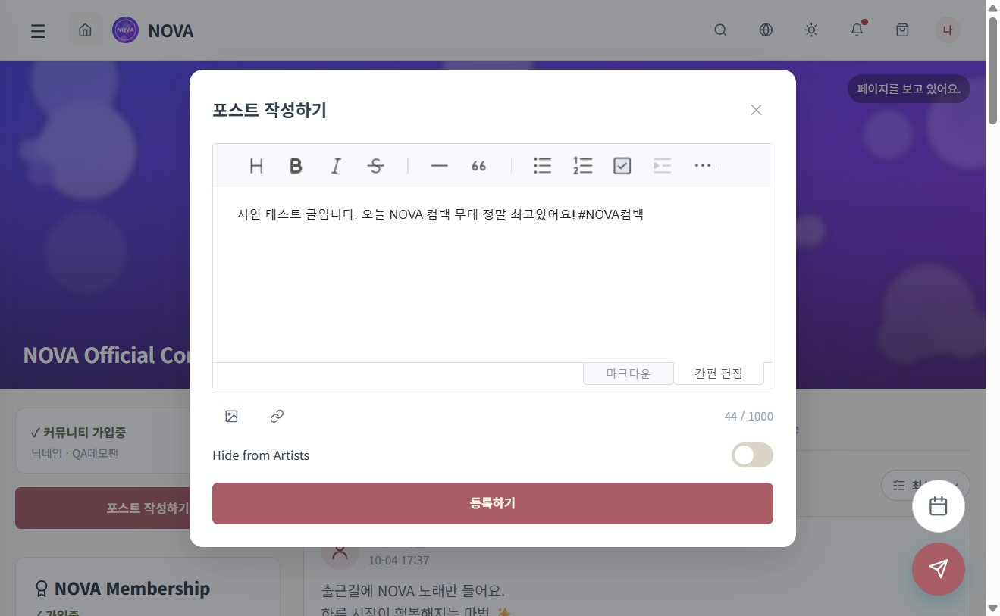 NOVA
NOVA
나
페이지를 보고 있어요.
포스트 작성하기
H B I S 66
시연 테스트 글입니다. 오늘 NOVA 컴백 무대 정말 최고였어요! #NOVA컴백
마크다운
간편 편집
44 / 1000
Hide from Artists
등록하기
NOVA Official
✓ 커뮤니티 가입중
닉네임 · QA데모팬
포스트 작성하기
NOVA Membership
✓ 가입중
10-04 17:37
출근길에 NOVA 노래만 들어요.
하루 시작이 행복해지는 마법 ✨